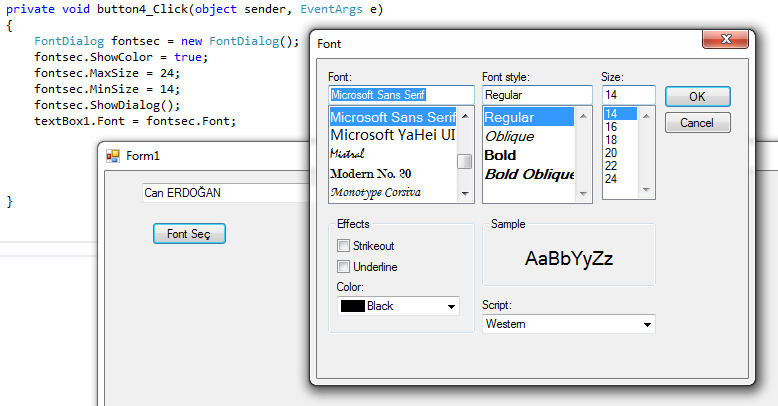 private void button4_Click(object sender, EventArgs e)
{
FontDialog fontsec = new FontDialog();
fontsec.ShowColor = true;
fontsec.MaxSize = 24;
fontsec.MinSize = 14;
fontsec.ShowDialog();
textBox1.Font = fontsec.Font;
}
Form1
Can ERDOĞAN
Font Seç
Font
Font:
Microsoft Sans Serif
Microsoft Sans Serif
Microsoft YaHei UI
Mistral
Modern No. 20
Monotype Corsiva
Font style:
Regular
Regular
Oblique
Bold
Bold Oblique
Size:
14
14
16
18
20
22
24
OK
Cancel
Effects
Strikeout
Underline
Color:
Black
Sample
AaBbYyZz
Script:
Western